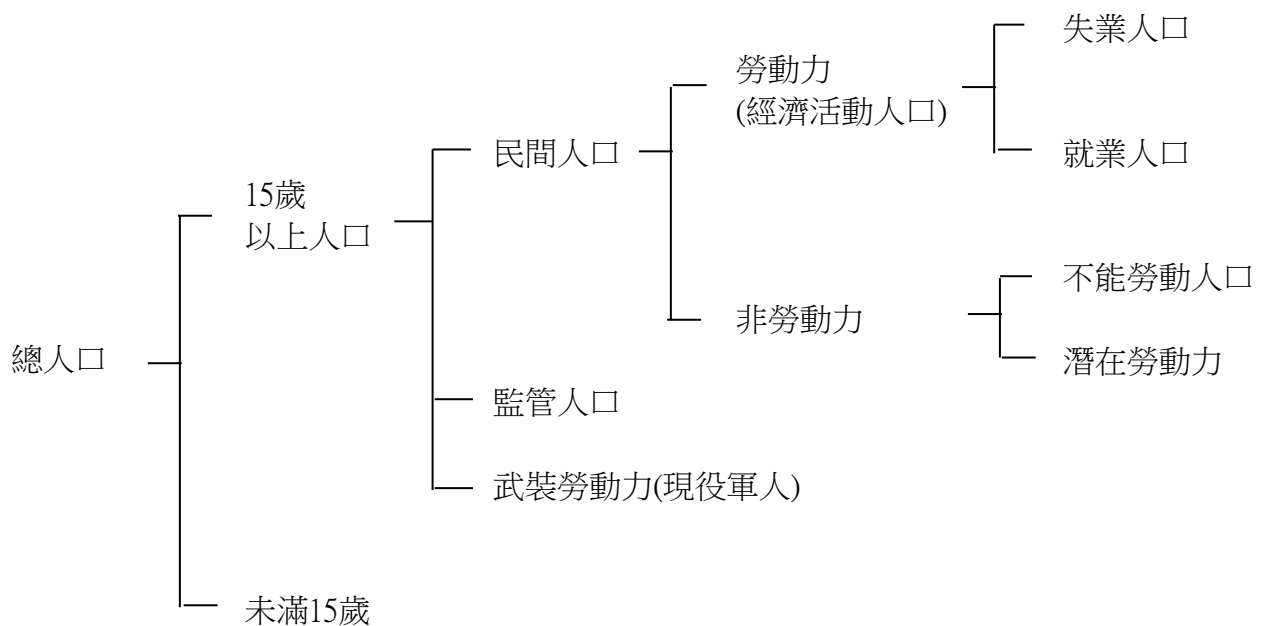 總人口
15歲
以上人口
民間人口
勞動力
(經濟活動人口)
失業人口
就業人口
非勞動力
不能勞動人口
潛在勞動力
監管人口
武裝勞動力(現役軍人)
未滿15歲